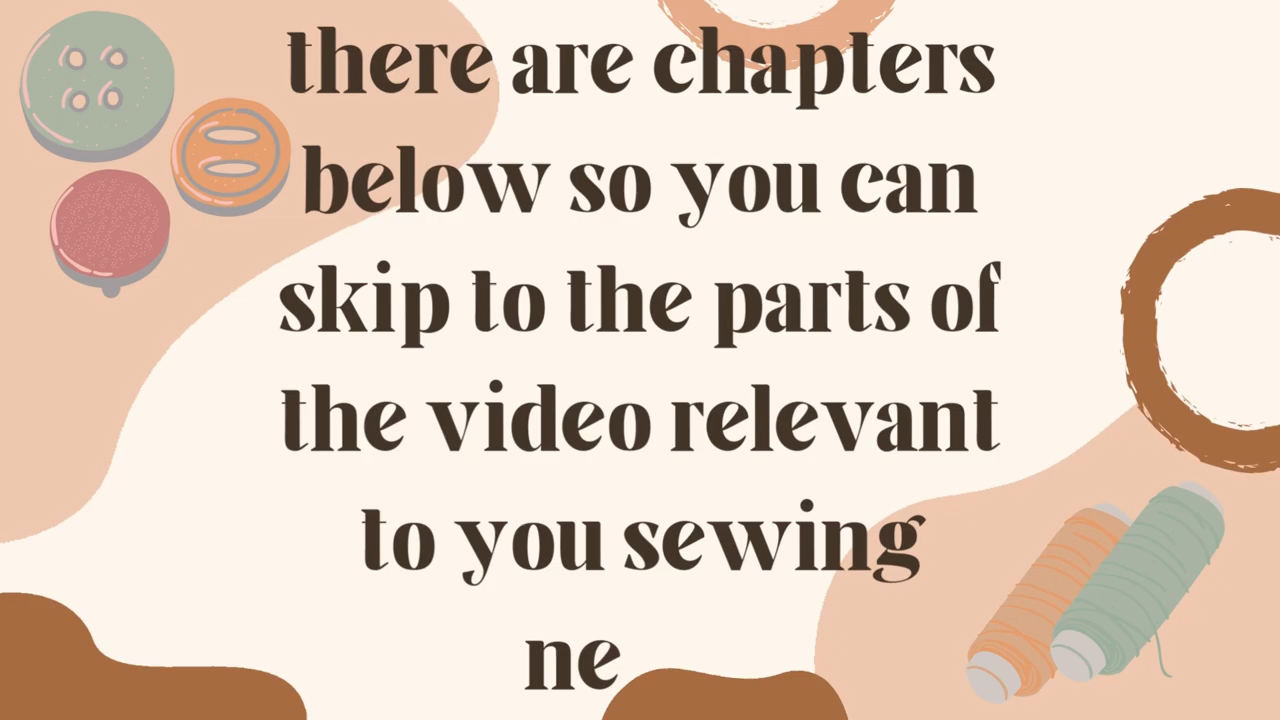 there are chapters
below so you can
skip to the parts of
the video relevant
to you sewing
ne